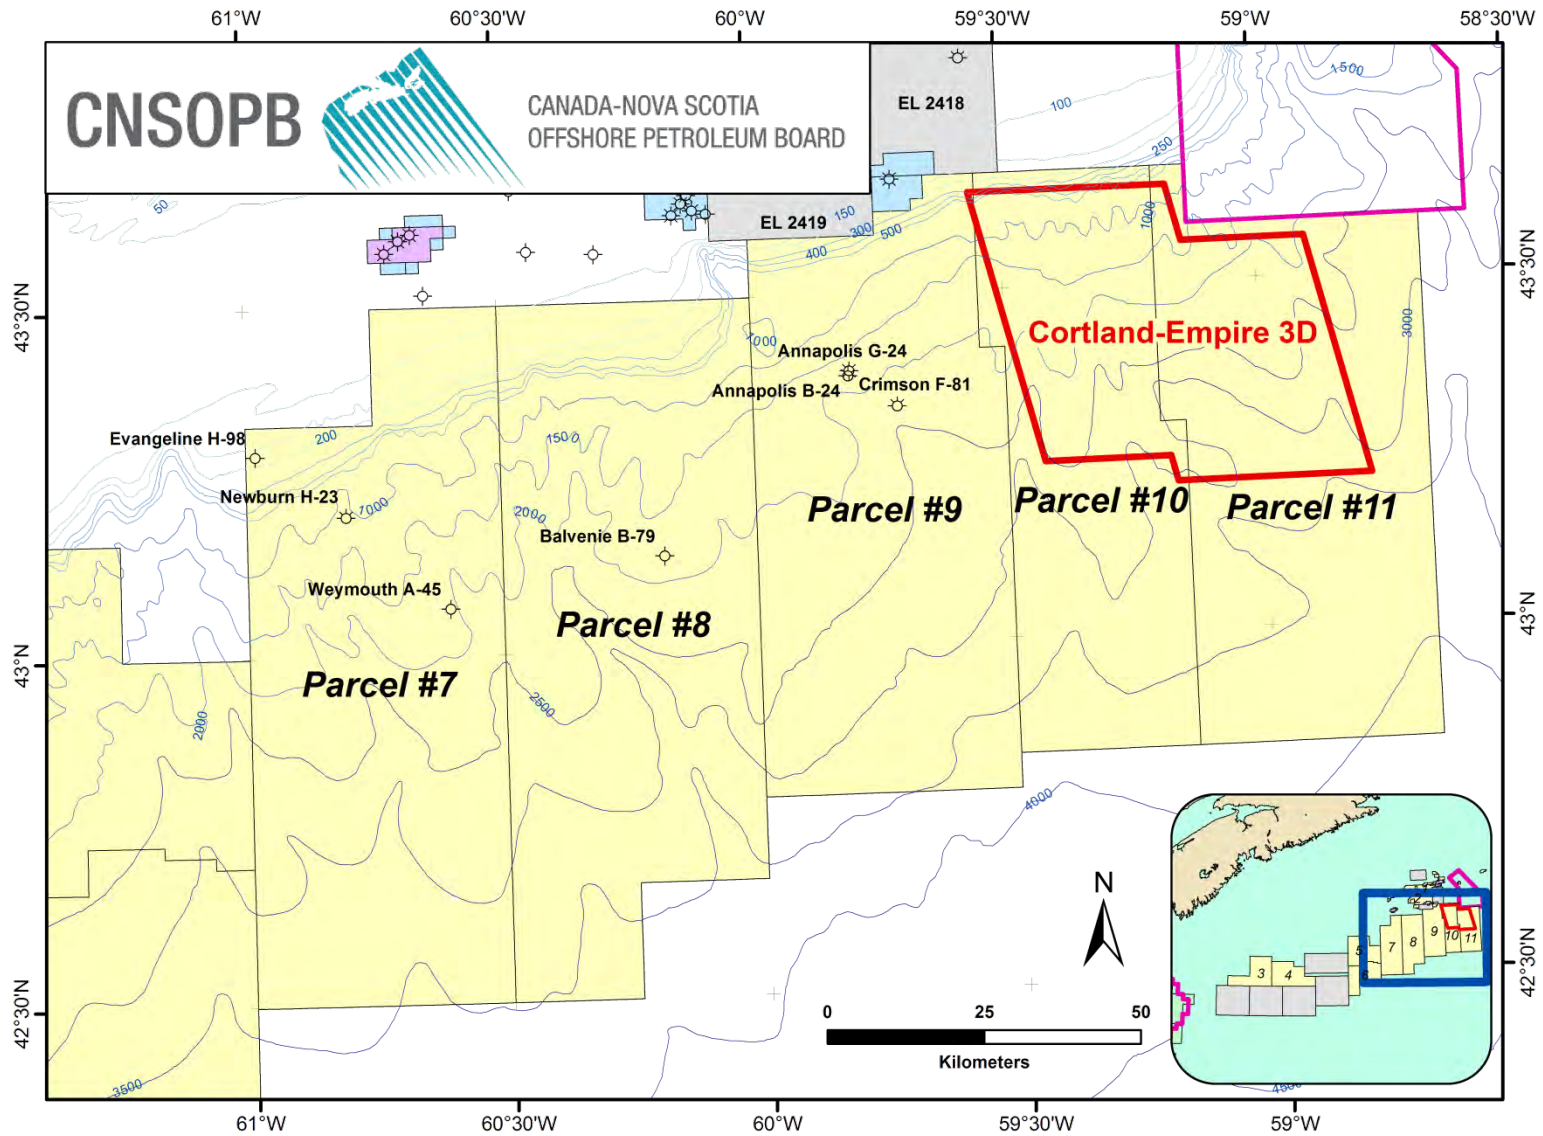 61°W
60°30'W
60°W
59°30'W
59°W
58°30'W
CNSOPB
CANADA-NOVA SCOTIA
OFFSHORE PETROLEUM BOARD
EL 2418
EL 2419
1500
100
250
50
150
300
500
400
1000
43°30'N
43°30'N
Cortland-Empire 3D
3000
1000
Annapolis G-24
Annapolis B-24
Crimson F-81
Evangeline H-98
200
1500
Newburn H-23
1000
2000
Balvenie B-79
Parcel #9
Parcel #10
Parcel #11
Weymouth A-45
Parcel #8
43°N
43°N
Parcel #7
2500
2000
4000
N
0
25
50
Kilometers
2
3
4
5
6
7
8
9
10
11
42°30'N
42°30'N
3500
61°W
60°30'W
60°W
59°30'W
59°W